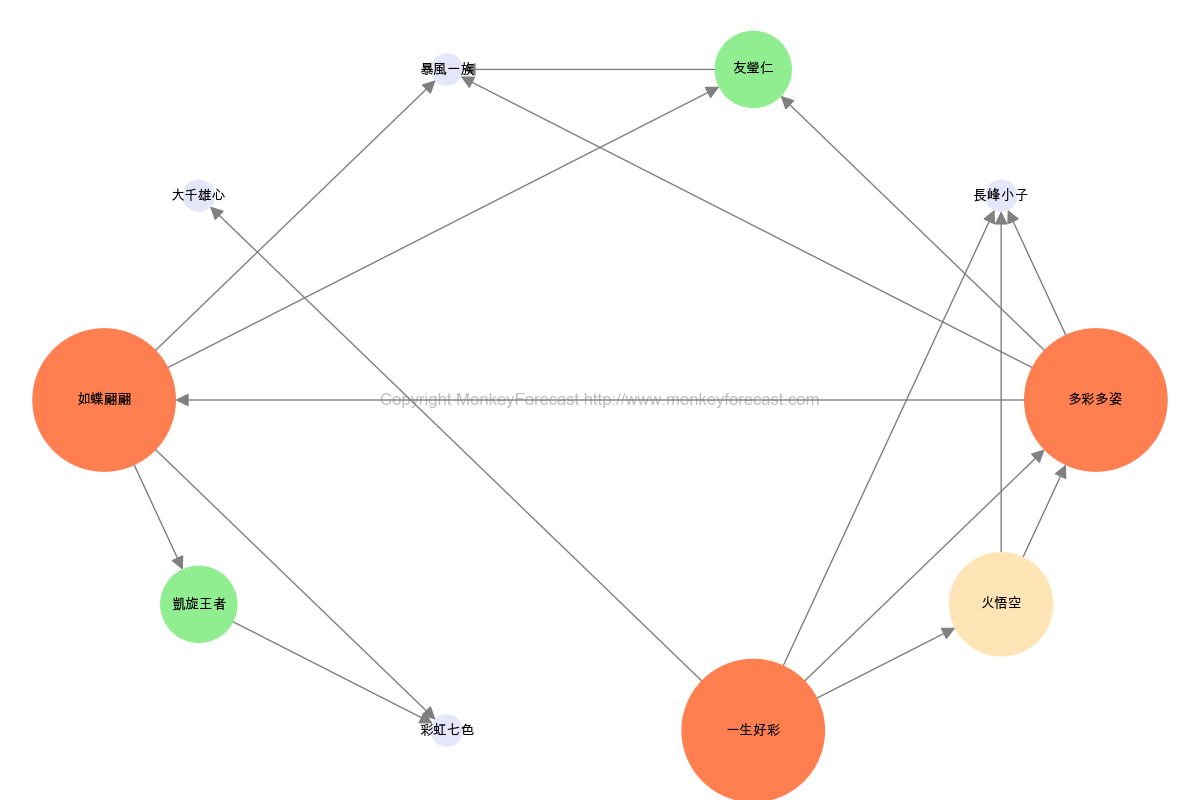 暴風一族
友瑩仁
大千雄心
長峰小子
如蝶翩翩
Copyright MonkeyForecast http://www.monkeyforecast.com
多彩多姿
凱旋王者
火悟空
彩虹七色
一生好彩